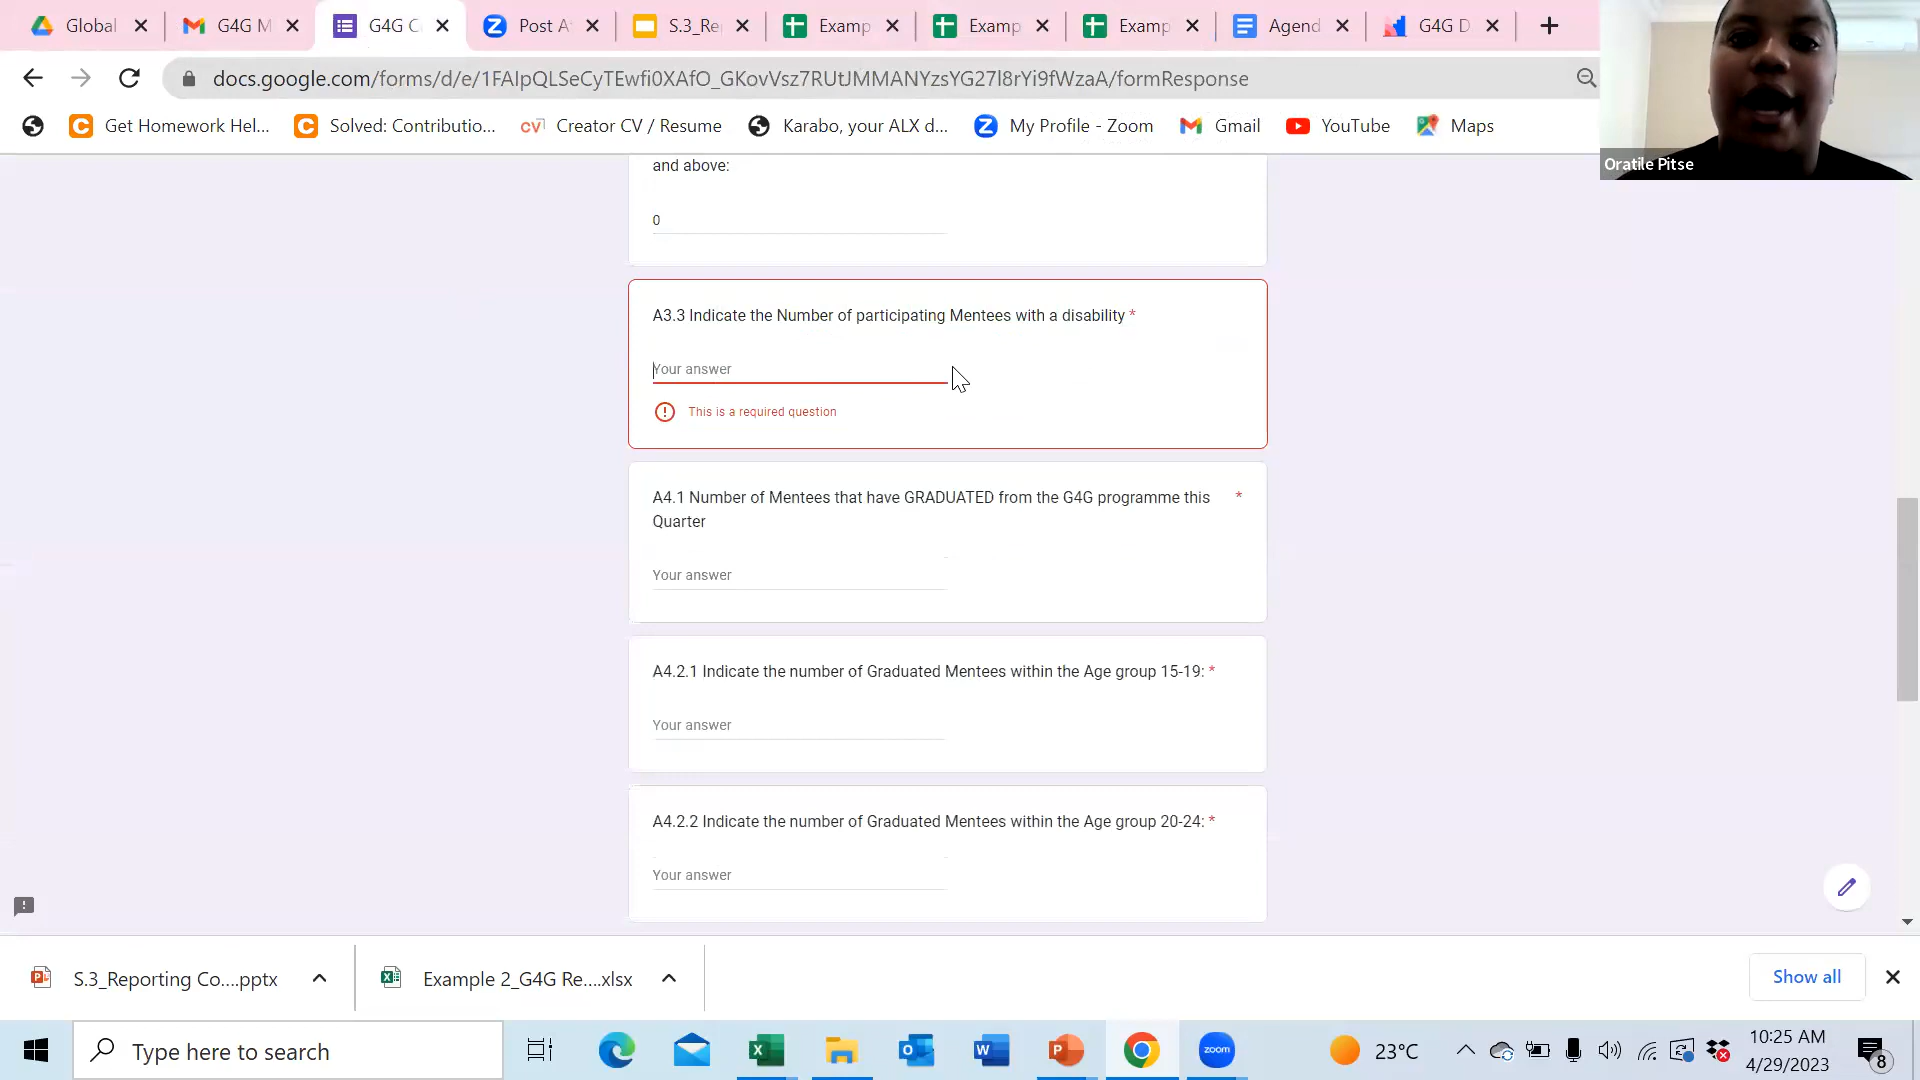 Global
G4G M
G4G C
Post A
S.3_Re
Examp
Examp
Examp
Agend
G4G D
docs.google.com/forms/d/e/1FAIpQLSeCyTEwfi0XAfO_GKovVsz7RUtJMMANYzsYG27l8rYi9fWzaA/formResponse
Get Homework Hel...
Solved: Contributio...
Creator CV / Resume
Karabo, your ALX d...
My Profile - Zoom
Gmail
YouTube
Maps
Oratile Pitse
and above:
0
A3.3 Indicate the Number of participating Mentees with a disability *
Your answer
This is a required question
A4.1 Number of Mentees that have GRADUATED from the G4G programme this *
Quarter
Your answer
A4.2.1 Indicate the number of Graduated Mentees within the Age group 15-19: *
Your answer
A4.2.2 Indicate the number of Graduated Mentees within the Age group 20-24: *
Your answer
S.3_Reporting Co....pptx
Example 2_G4G Re....xlsx
Show all
Type here to search
zoom
23°C
10:25 AM
4/29/2023
8